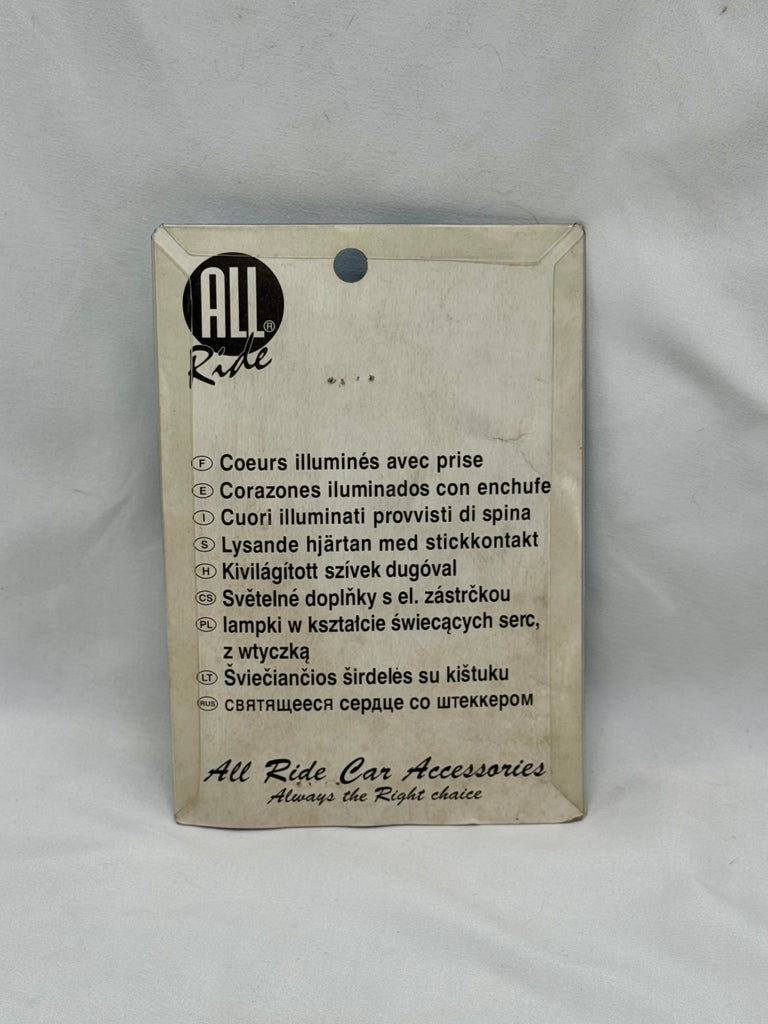 ALL®
Ride
F Coeurs illuminés avec prise
E Corazones iluminados con enchufe
I Cuori illuminati provvisti di spina
S Lysande hjärtan med stickkontakt
H Kivilágított szívek dugóval
CS Světelné doplňky s el. zástrčkou
PL lampki w kształcie świecących serc,
z wtyczką
LT Šviečiančios širdelės su kištuku
RUS святящееся сердце со штеккером
All Ride Car Accessories
Always the Right choice